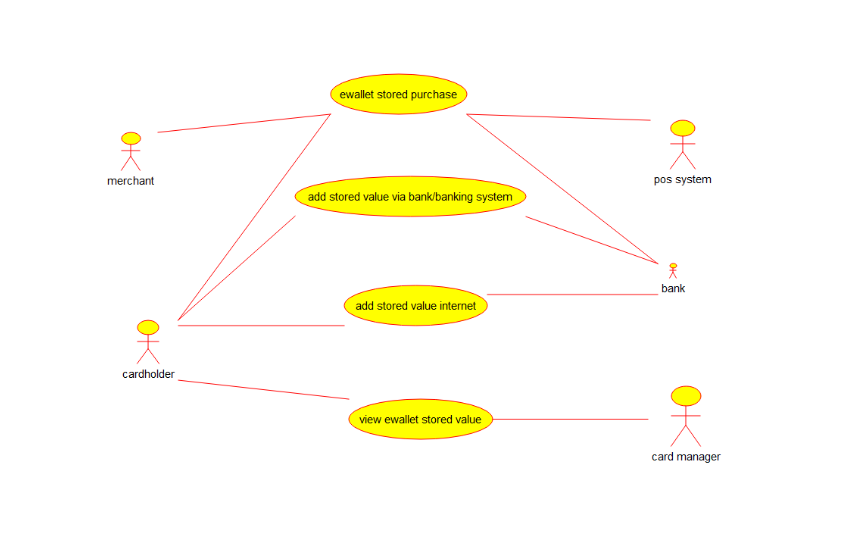 ewallet stored purchase
merchant
pos system
add stored value via bank/banking system
bank
add stored value internet
cardholder
view ewallet stored value
card manager